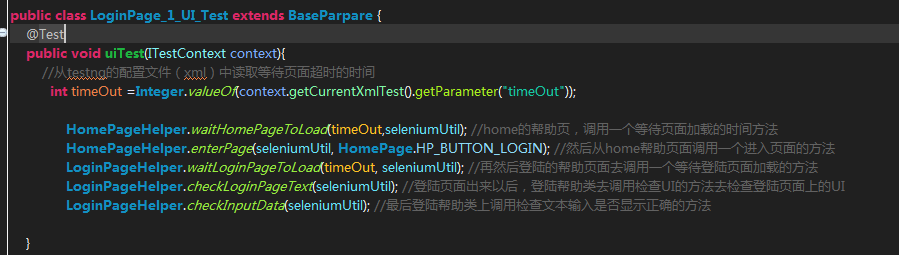 public class LoginPage_1_UI_Test extends BaseParpare {
@Test
public void uiTest(ITestContext context){
//从testng的配置文件（xml）中读取等待页面超时的时间
int timeOut =Integer.valueOf(context.getCurrentXmlTest().getParameter("timeOut"));
HomePageHelper.waitHomePageToLoad(timeOut,seleniumUtil); //home的帮助页，调用一个等待页面加载的时间方法
HomePageHelper.enterPage(seleniumUtil, HomePage.HP_BUTTON_LOGIN); //然后从home帮助页面调用一个进入页面的方法
LoginPageHelper.waitLoginPageToLoad(timeOut, seleniumUtil); //再然后登陆的帮助页面去调用一个等待登陆页面加载的方法
LoginPageHelper.checkLoginPageText(seleniumUtil); //登陆页面出来以后，登陆帮助类去调用检查UI的方法去检查登陆页面上的UI
LoginPageHelper.checkInputData(seleniumUtil); //最后登陆帮助类上调用检查文本输入是否显示正确的方法
}